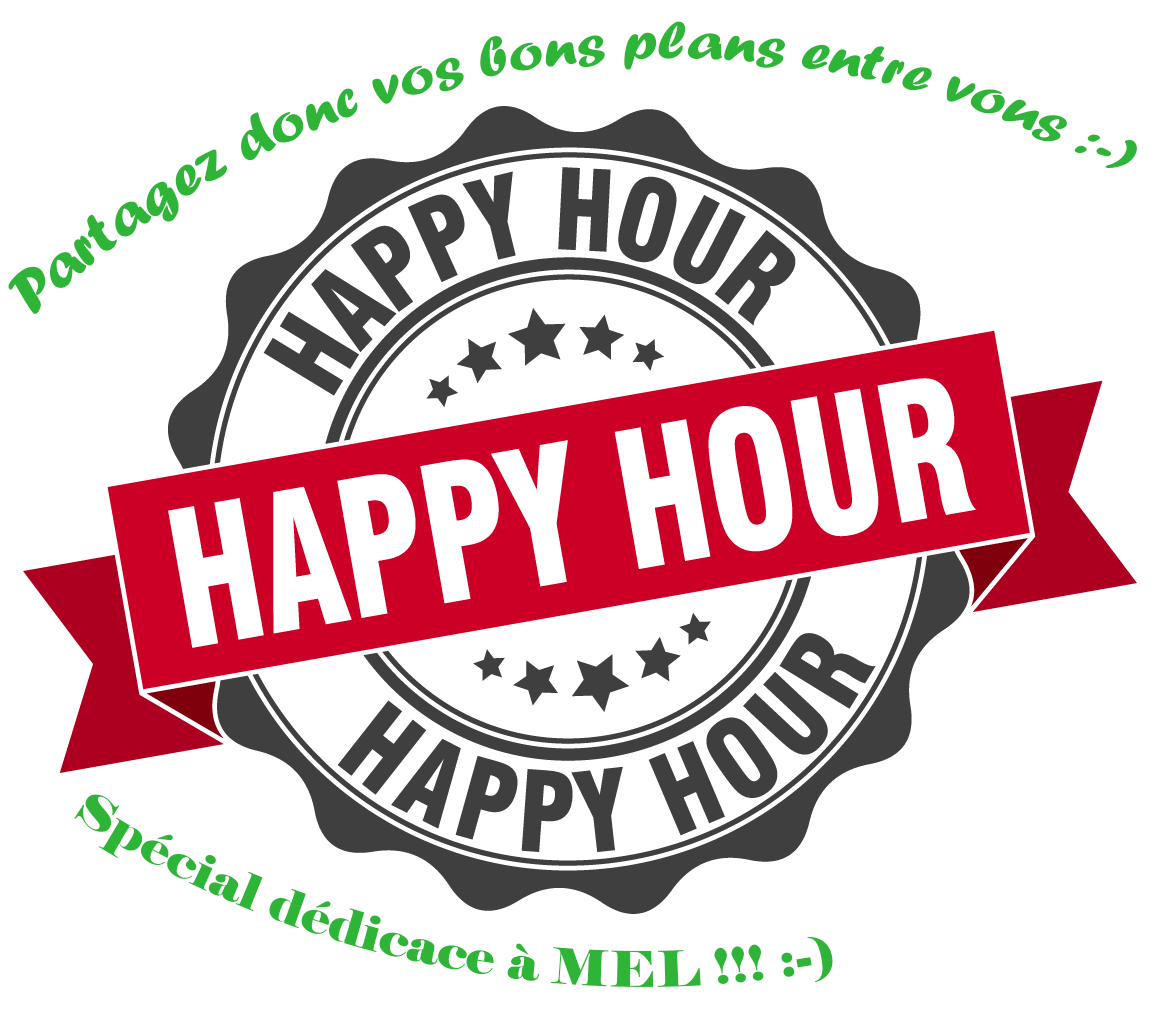 Partagez donc vos bons plans entre vous :-)
HAPPY HOUR
HAPPY HOUR
HAPPY HOUR
Spécial dédicace à MEL !!! :-)